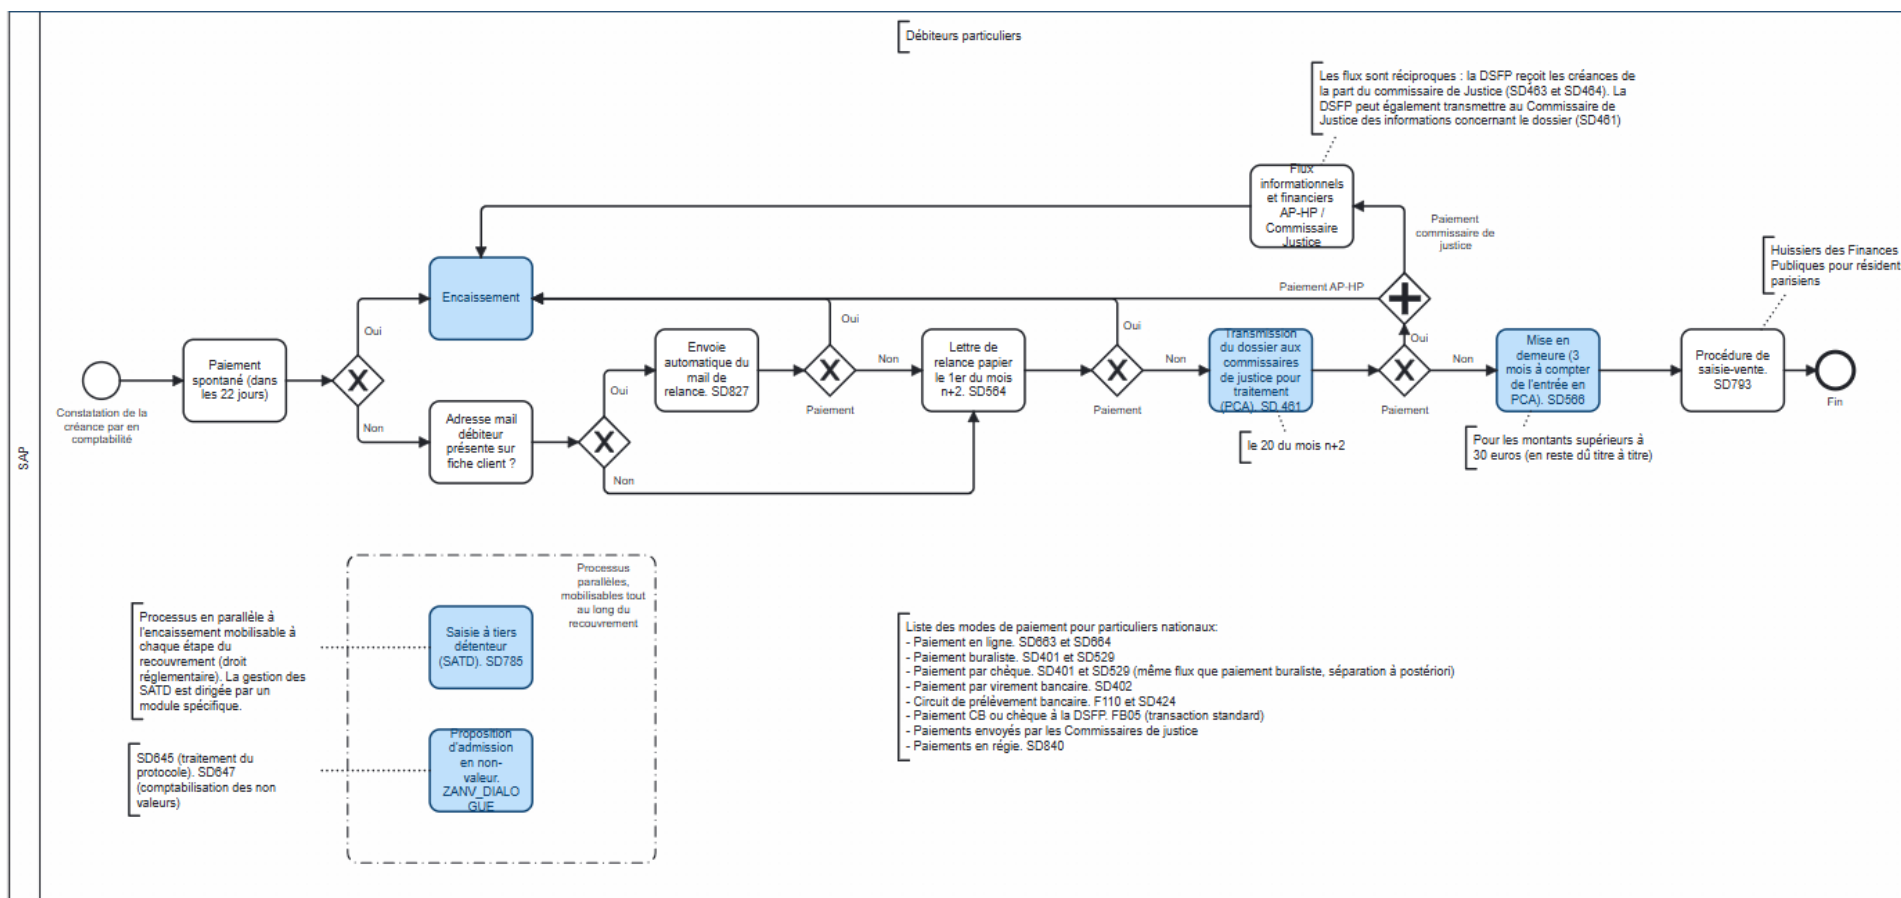 Débiteurs particuliers
Les flux sont réciproques : la DSFP reçoit les créances de
la part du commissaire de Justice (SD463 et SD464). La
DSFP peut également transmettre au Commissaire de
Justice des informations concernant le dossier (SD461)
Flux
informationnels
et financiers
AP-HP /
Commissaire
Justice
Paiement
commissaire de
justice
Huissiers des Finances
Publiques pour résident
parisiens
Encaissement
Paiement AP-HP
Oui
Oui
Oui
Oui
Constatation de la
créance par en
comptabilité
Paiement
spontané (dans
les 22 jours)
Non
Adresse mail
débiteur
présente sur
fiche client ?
Oui
Non
Envoie
automatique du
mail de
relance. SD827
Paiement
Non
Lettre de
relance papier
le 1er du mois
n+2. SD564
Paiement
Non
Transmission
du dossier aux
commissaires
de justice pour
traitement
(PCA). SD 461
le 20 du mois n+2
Paiement
Non
Mise en
demeure (3
mois à compter
de l'entrée en
PCA). SD566
Pour les montants supérieurs à
30 euros (en reste dû titre à titre)
Procédure de
saisie-vente.
SD793
Fin
SAP
Processus
parallèles,
mobilisables tout
au long du
recouvrement
Processus en parallèle à
l'encaissement mobilisable à
chaque étape du
recouvrement (droit
réglementaire). La gestion des
SATD est dirigée par un
module spécifique.
Saisie à tiers
détenteur
(SATD). SD785
SD645 (traitement du
protocole). SD647
(comptabilisation des non
valeurs)
Proposition
d'admission
en non-
valeur.
ZANV_DIALO
GUE
Liste des modes de paiement pour particuliers nationaux:
- Paiement en ligne. SD663 et SD664
- Paiement buraliste. SD401 et SD529
- Paiement par chèque. SD401 et SD529 (même flux que paiement buraliste, séparation à postériori)
- Paiement par virement bancaire. SD402
- Circuit de prélèvement bancaire. F110 et SD424
- Paiement CB ou chèque à la DSFP. FB05 (transaction standard)
- Paiements envoyés par les Commissaires de justice
- Paiements en régie. SD840